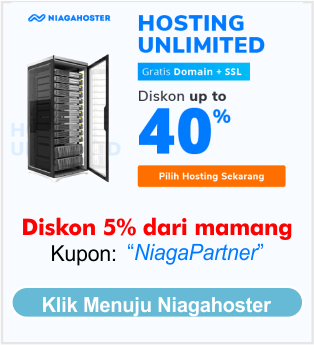 NIAGAHOSTER
HOSTING
UNLIMITED
Gratis Domain + SSL
Diskon up to
40%
Pilih Hosting Sekarang
Diskon 5% dari mamang
Kupon: “NiagaPartner”
Klik Menuju Niagahoster